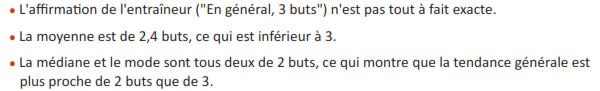 • L'affirmation de l'entraîneur ("En général, 3 buts") n'est pas tout à fait exacte.
• La moyenne est de 2,4 buts, ce qui est inférieur à 3.
• La médiane et le mode sont tous deux de 2 buts, ce qui montre que la tendance générale est
plus proche de 2 buts que de 3.